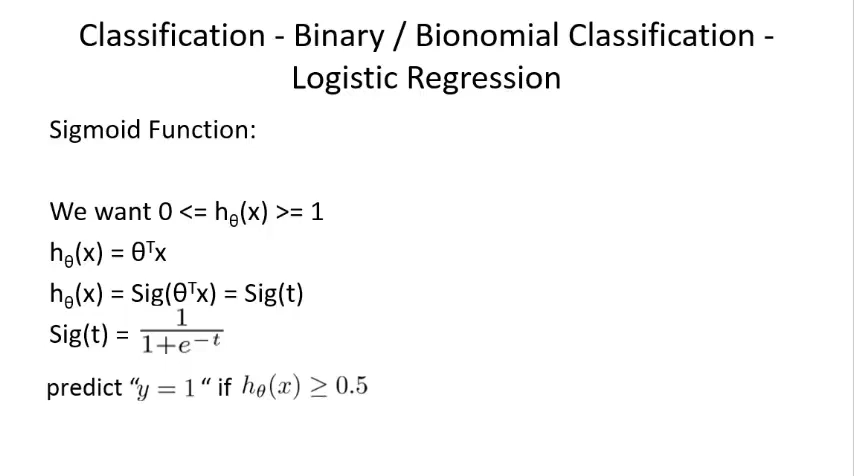 Classification - Binary / Bionomial Classification -
Logistic Regression
Sigmoid Function:
We want 0 <= hθ(x) >= 1
hθ(x) = θᵀx
hθ(x) = Sig(θᵀx) = Sig(t)
Sig(t) = 1/(1+e^−t)
predict “y = 1“ if hθ(x) ≥ 0.5